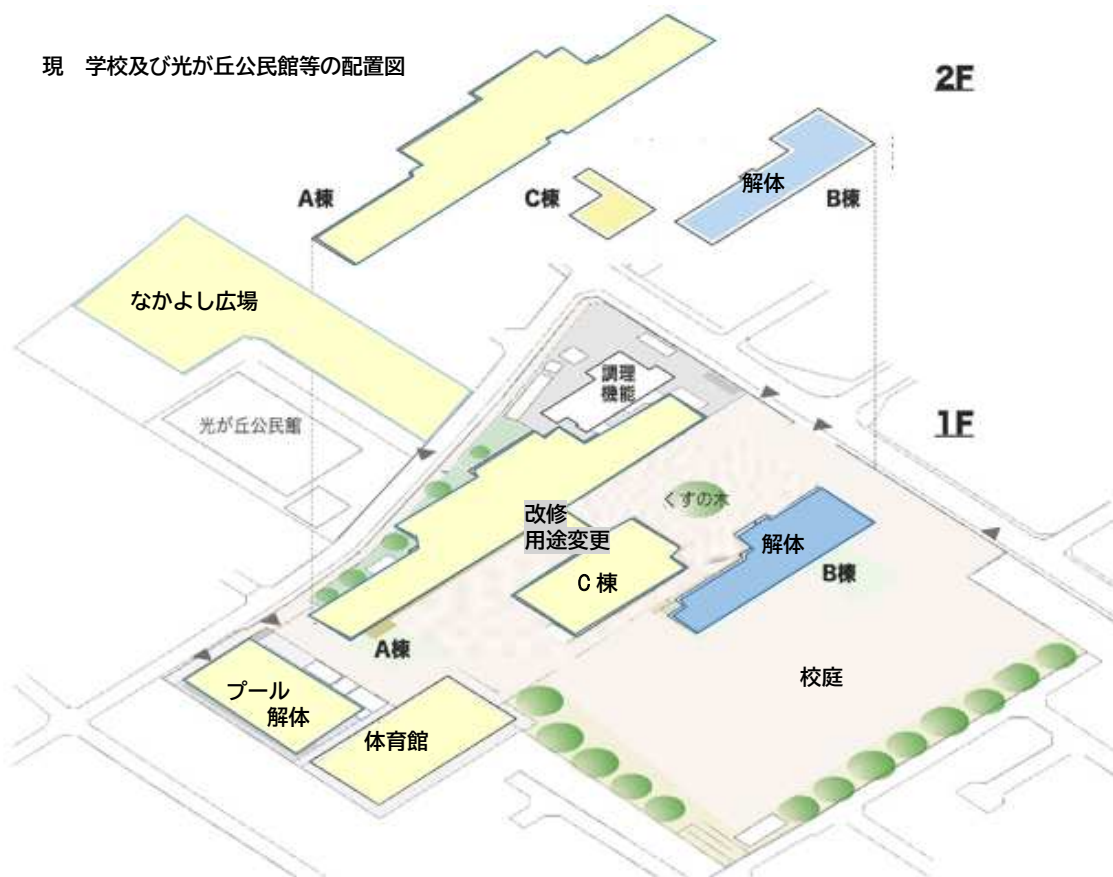 現　学校及び光が丘公民館等の配置図
2F
A棟
C棟
解体
B棟
なかよし広場
光が丘公民館
調理
機能
1F
くすの木
改修
用途変更
C棟
解体
B棟
A棟
プール
解体
体育館
校庭